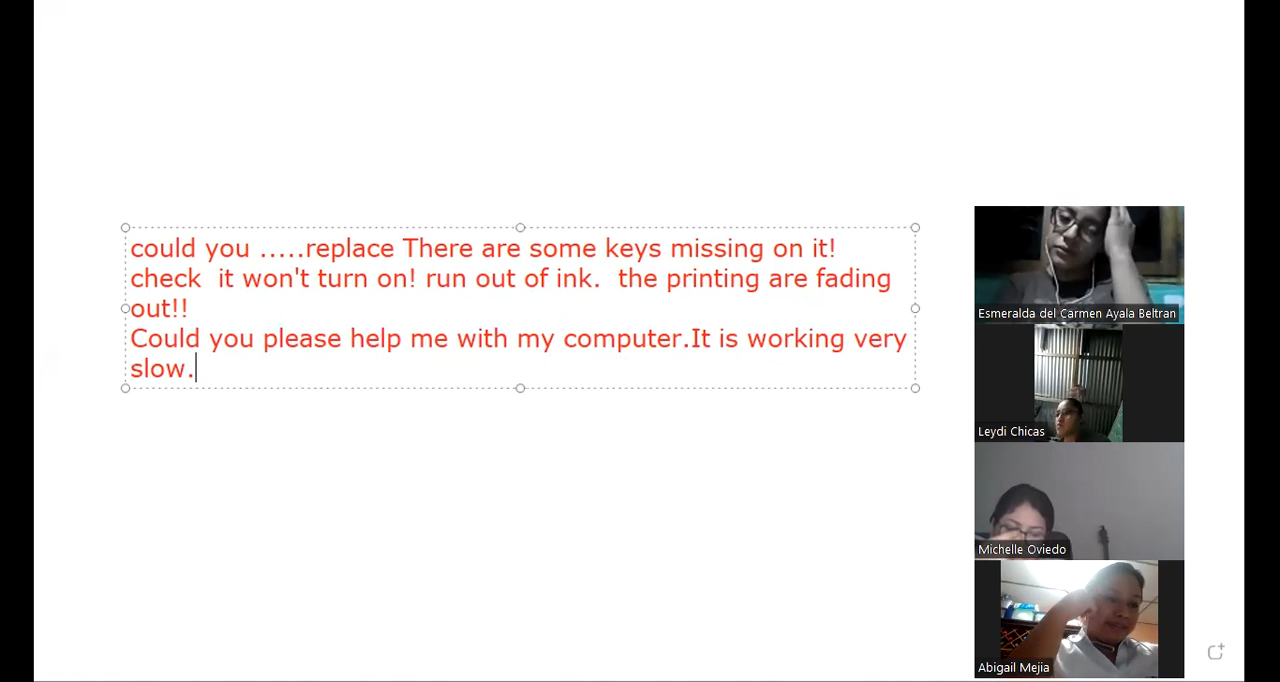 could you .....replace There are some keys missing on it!
check  it won't turn on! run out of ink.  the printing are fading
out!!
Could you please help me with my computer.It is working very
slow.
Esmeralda del Carmen Ayala Beltran
Leydi Chicas
Michelle Oviedo
Abigail Mejia